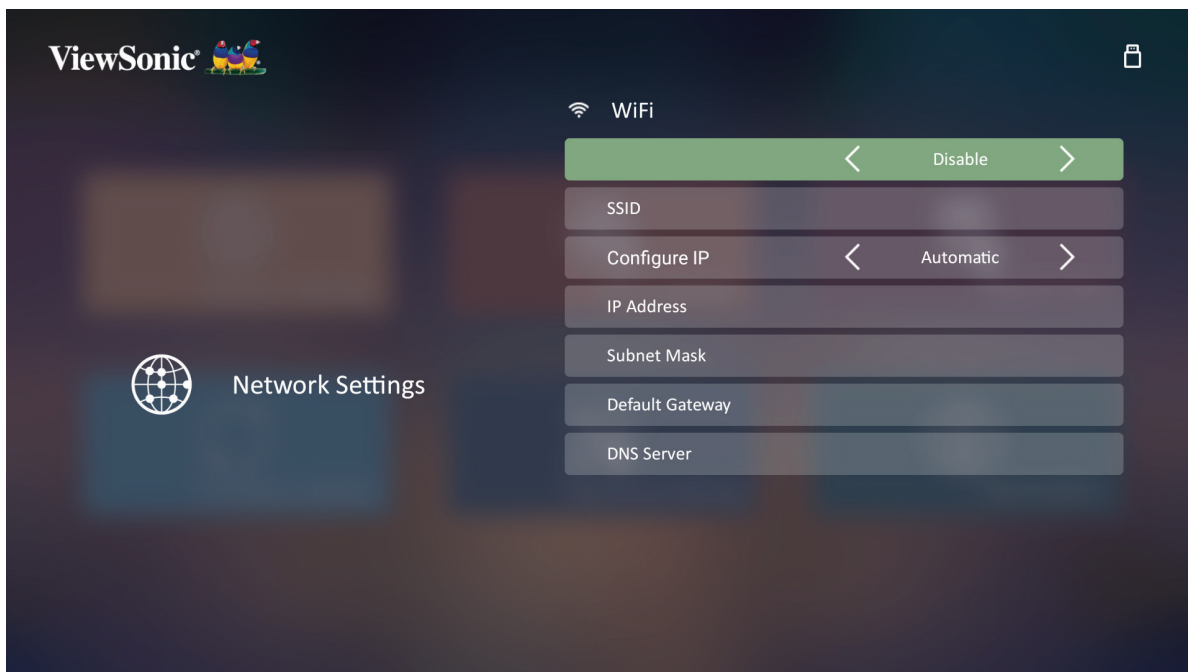 ViewSonic®
WiFi
Disable
SSID
Configure IP Automatic
IP Address
Subnet Mask
Network Settings
Default Gateway
DNS Server